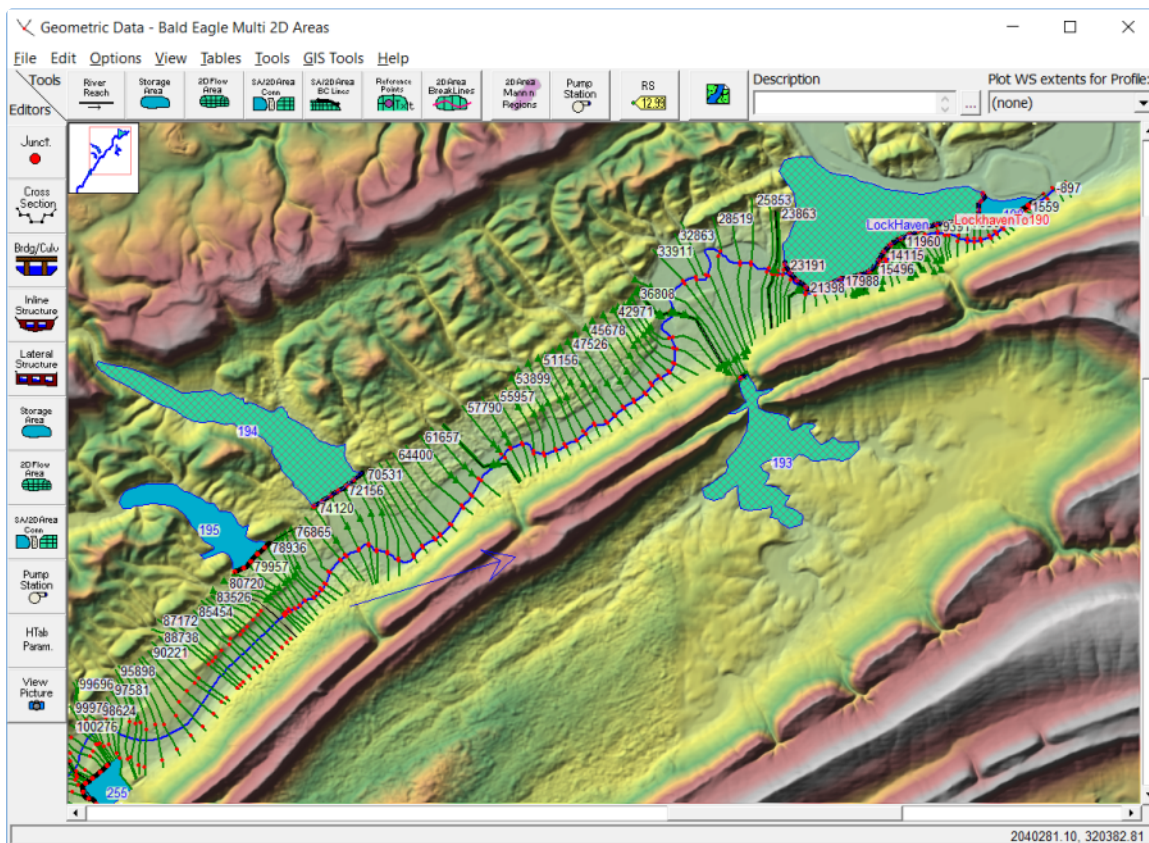 Geometric Data - Bald Eagle Multi 2D Areas
File Edit Options View Tables Tools GIS Tools Help
Tools
Editors
River
Reach
Storage
Area
2D Flow
Area
SA/2D Area
Conn
SA/2D Area
BC Lines
Reference
Points
2D Area
BreakLines
2D Area
Mann n
Regions
Pump
Station
RS
12.99
Description
...
Plot WS extents for Profile:
(none)
Junct.
Cross
Section
Brdg/Culv
Inline
Structure
Lateral
Structure
Storage
Area
2D Flow
Area
SA/2D Area
Conn
Pump
Station
HTab
Param.
View
Picture
-897
1559
25853
23863
28519
LockHaven
LockhavenTo190
11960
14115
15496
17988
21398
23191
32863
33911
36808
42971
45678
47526
51156
53899
55957
57790
61657
64400
193
194
70531
72156
74120
195
76865
78936
79957
80720
83526
85454
87172
88738
90221
95898
97581
99696
98624
100276
255
2040281.10, 320382.81